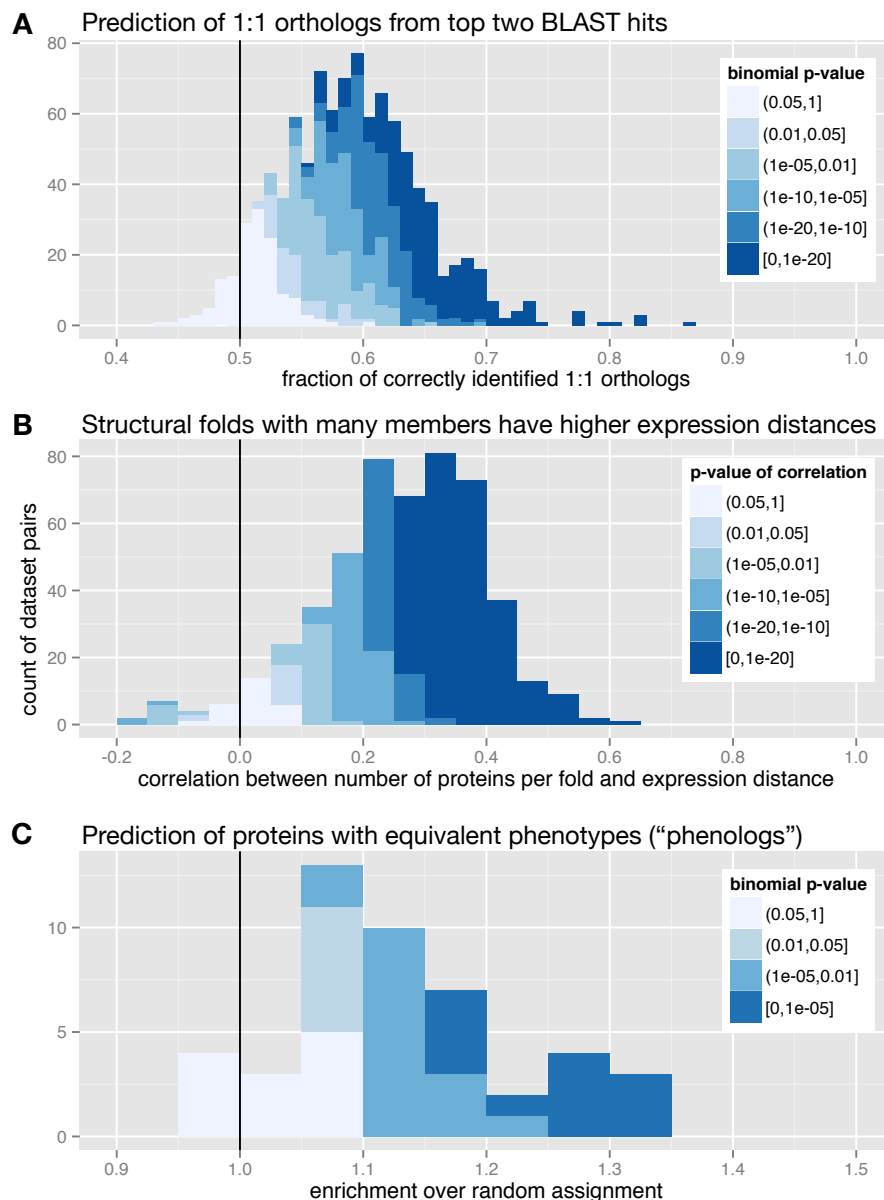 A Prediction of 1:1 orthologs from top two BLAST hits
80
60
40
20
0
binomial p-value
(0.05,1]
(0.01,0.05]
(1e-05,0.01]
(1e-10,1e-05]
(1e-20,1e-10]
[0,1e-20]
0.4 0.5 0.6 0.7 0.8 0.9 1.0
fraction of correctly identified 1:1 orthologs
B Structural folds with many members have higher expression distances
count of dataset pairs
80
60
40
20
0
p-value of correlation
(0.05,1]
(0.01,0.05]
(1e-05,0.01]
(1e-10,1e-05]
(1e-20,1e-10]
[0,1e-20]
-0.2 0.0 0.2 0.4 0.6 0.8 1.0
correlation between number of proteins per fold and expression distance
C Prediction of proteins with equivalent phenotypes (“phenologs”)
10
5
0
binomial p-value
(0.05,1]
(0.01,0.05]
(1e-05,0.01]
[0,1e-05]
0.9 1.0 1.1 1.2 1.3 1.4 1.5
enrichment over random assignment